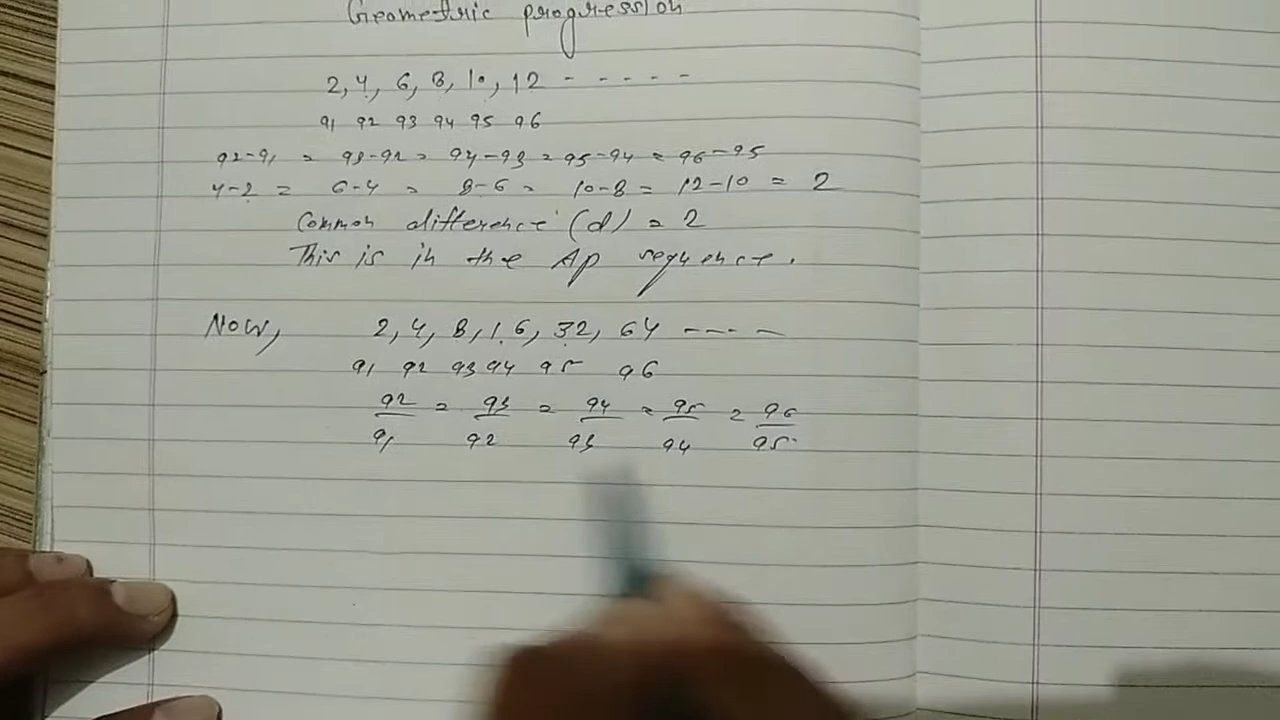 Geometric progression
2, 4, 6, 8, 10, 12 - - - - -
a1 a2 a3 a4 a5 a6
a2-a1 = a3-a2 = a4-a3 = a5-a4 = a6-a5
4-2 = 6-4 = 8-6 = 10-8 = 12-10 = 2
Common difference (d) = 2
This is in the Ap sequence.
Now, 2, 4, 8, 16, 32, 64 - - - -
a1 a2 a3 a4 a5 a6
a2/a1 = a3/a2 = a4/a3 = a5/a4 = a6/a5